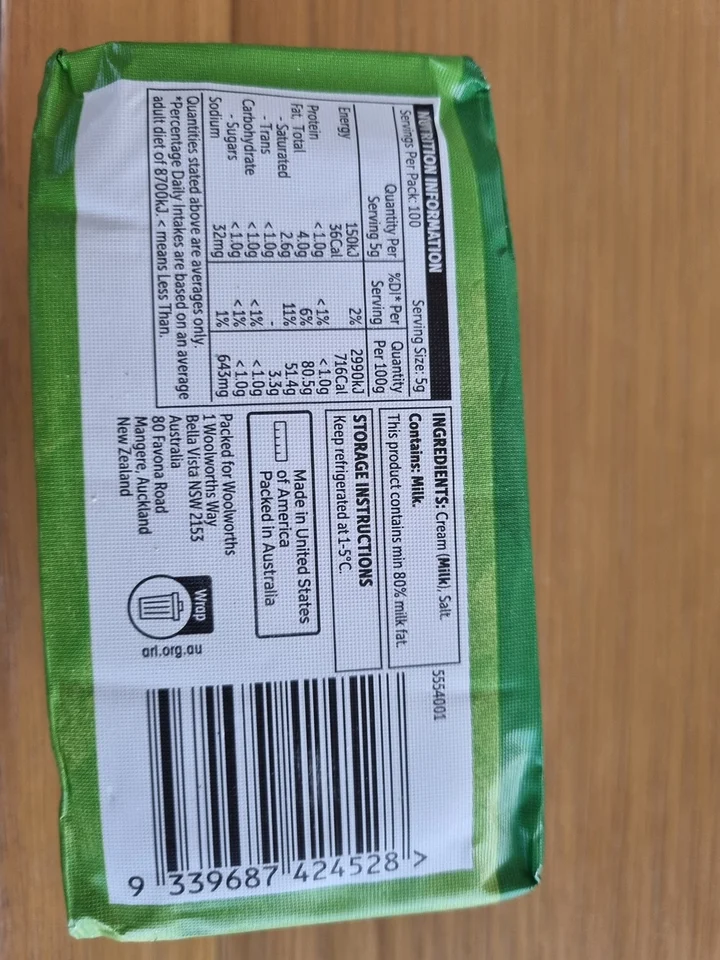 NUTRITION INFORMATION
Servings Per Pack: 100 Serving Size: 5g
Quantity Per Serving 5g %DI* Per Serving Quantity Per 100g
Energy 150kJ 2% 2990kJ
36Cal 716Cal
Protein <1.0g <1% <1.0g
Fat, Total 4.0g 6% 80.5g
- Saturated 2.6g 11% 51.4g
- Trans <1.0g - 3.3g
Carbohydrate <1.0g <1% <1.0g
- Sugars <1.0g <1% <1.0g
Sodium 32mg 1% 643mg
Quantities stated above are averages only.
*Percentage Daily Intakes are based on an average
adult diet of 8700kJ. < means Less Than.
INGREDIENTS: Cream (Milk), Salt.
Contains: Milk.
This product contains min 80% milk fat.
STORAGE INSTRUCTIONS
Keep refrigerated at 1-5°C.
Made in United States
of America
Packed in Australia
Packed for Woolworths
1 Woolworths Way
Bella Vista NSW 2153
Australia
80 Favona Road
Mangere, Auckland
New Zealand
Wrap
arl.org.au
5554001
9 339687 424528 >